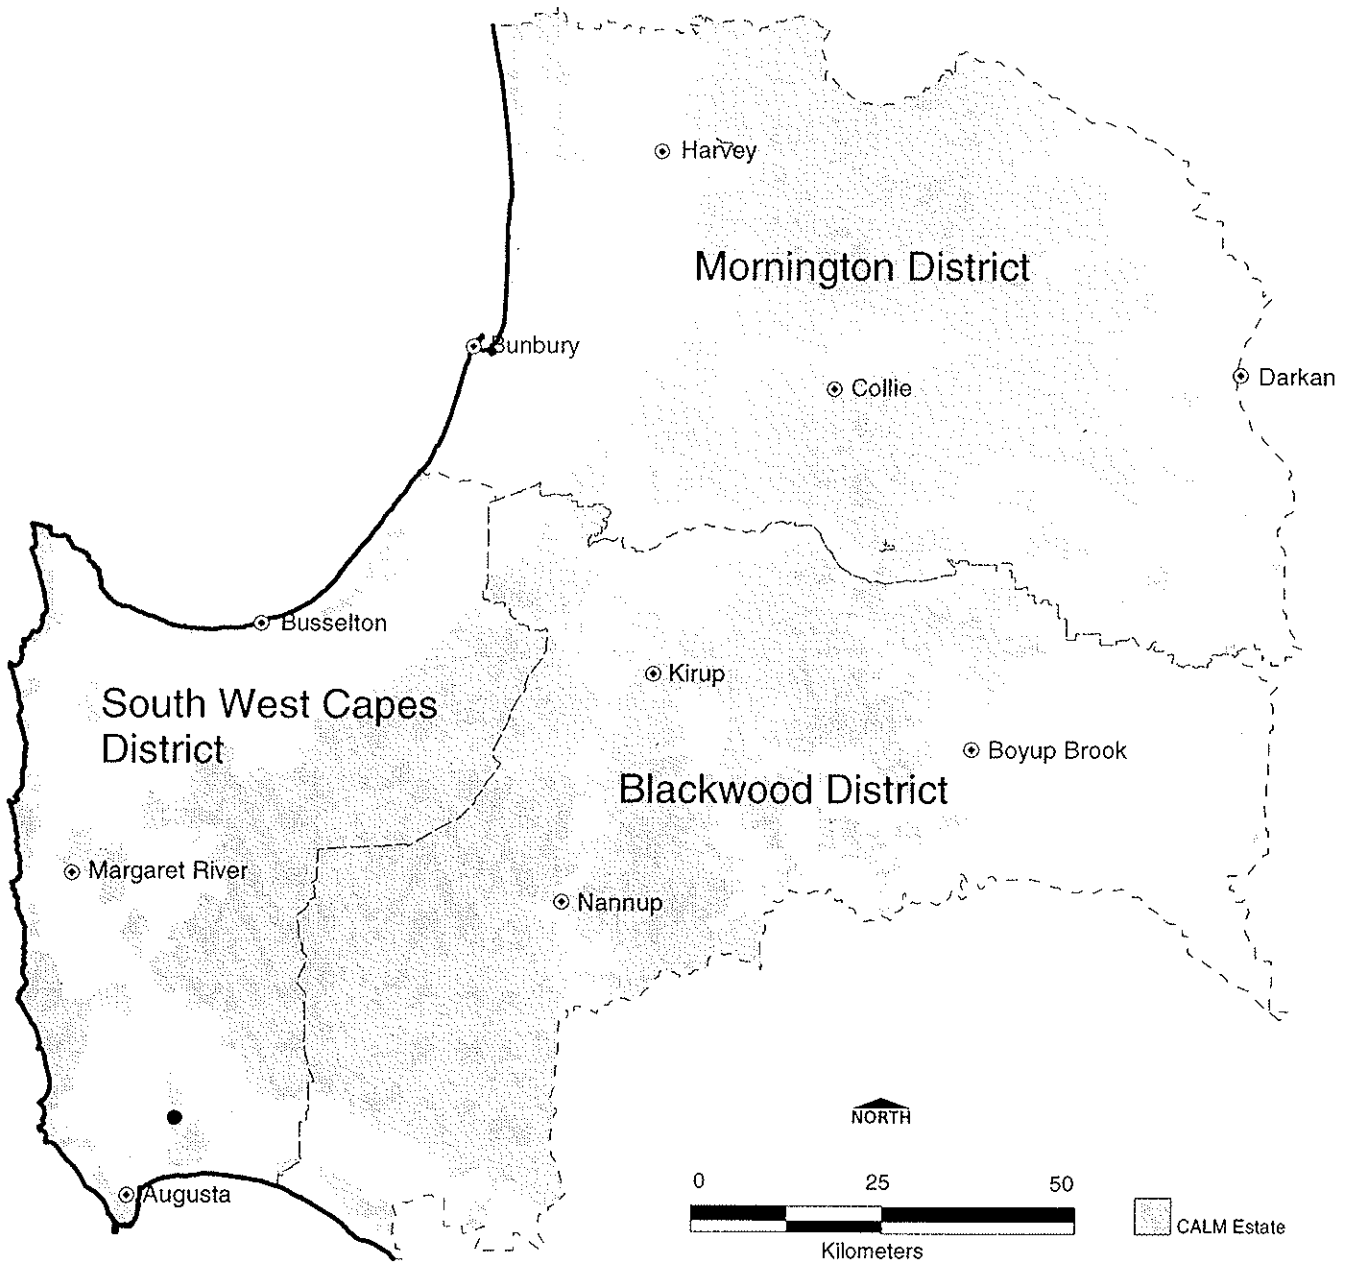 Harvey
Mornington District
Bunbury
Collie
Darkan
Busselton
Kirup
South West Capes
District
Boyup Brook
Blackwood District
Margaret River
Nannup
NORTH
Augusta
0 25 50
Kilometers
CALM Estate